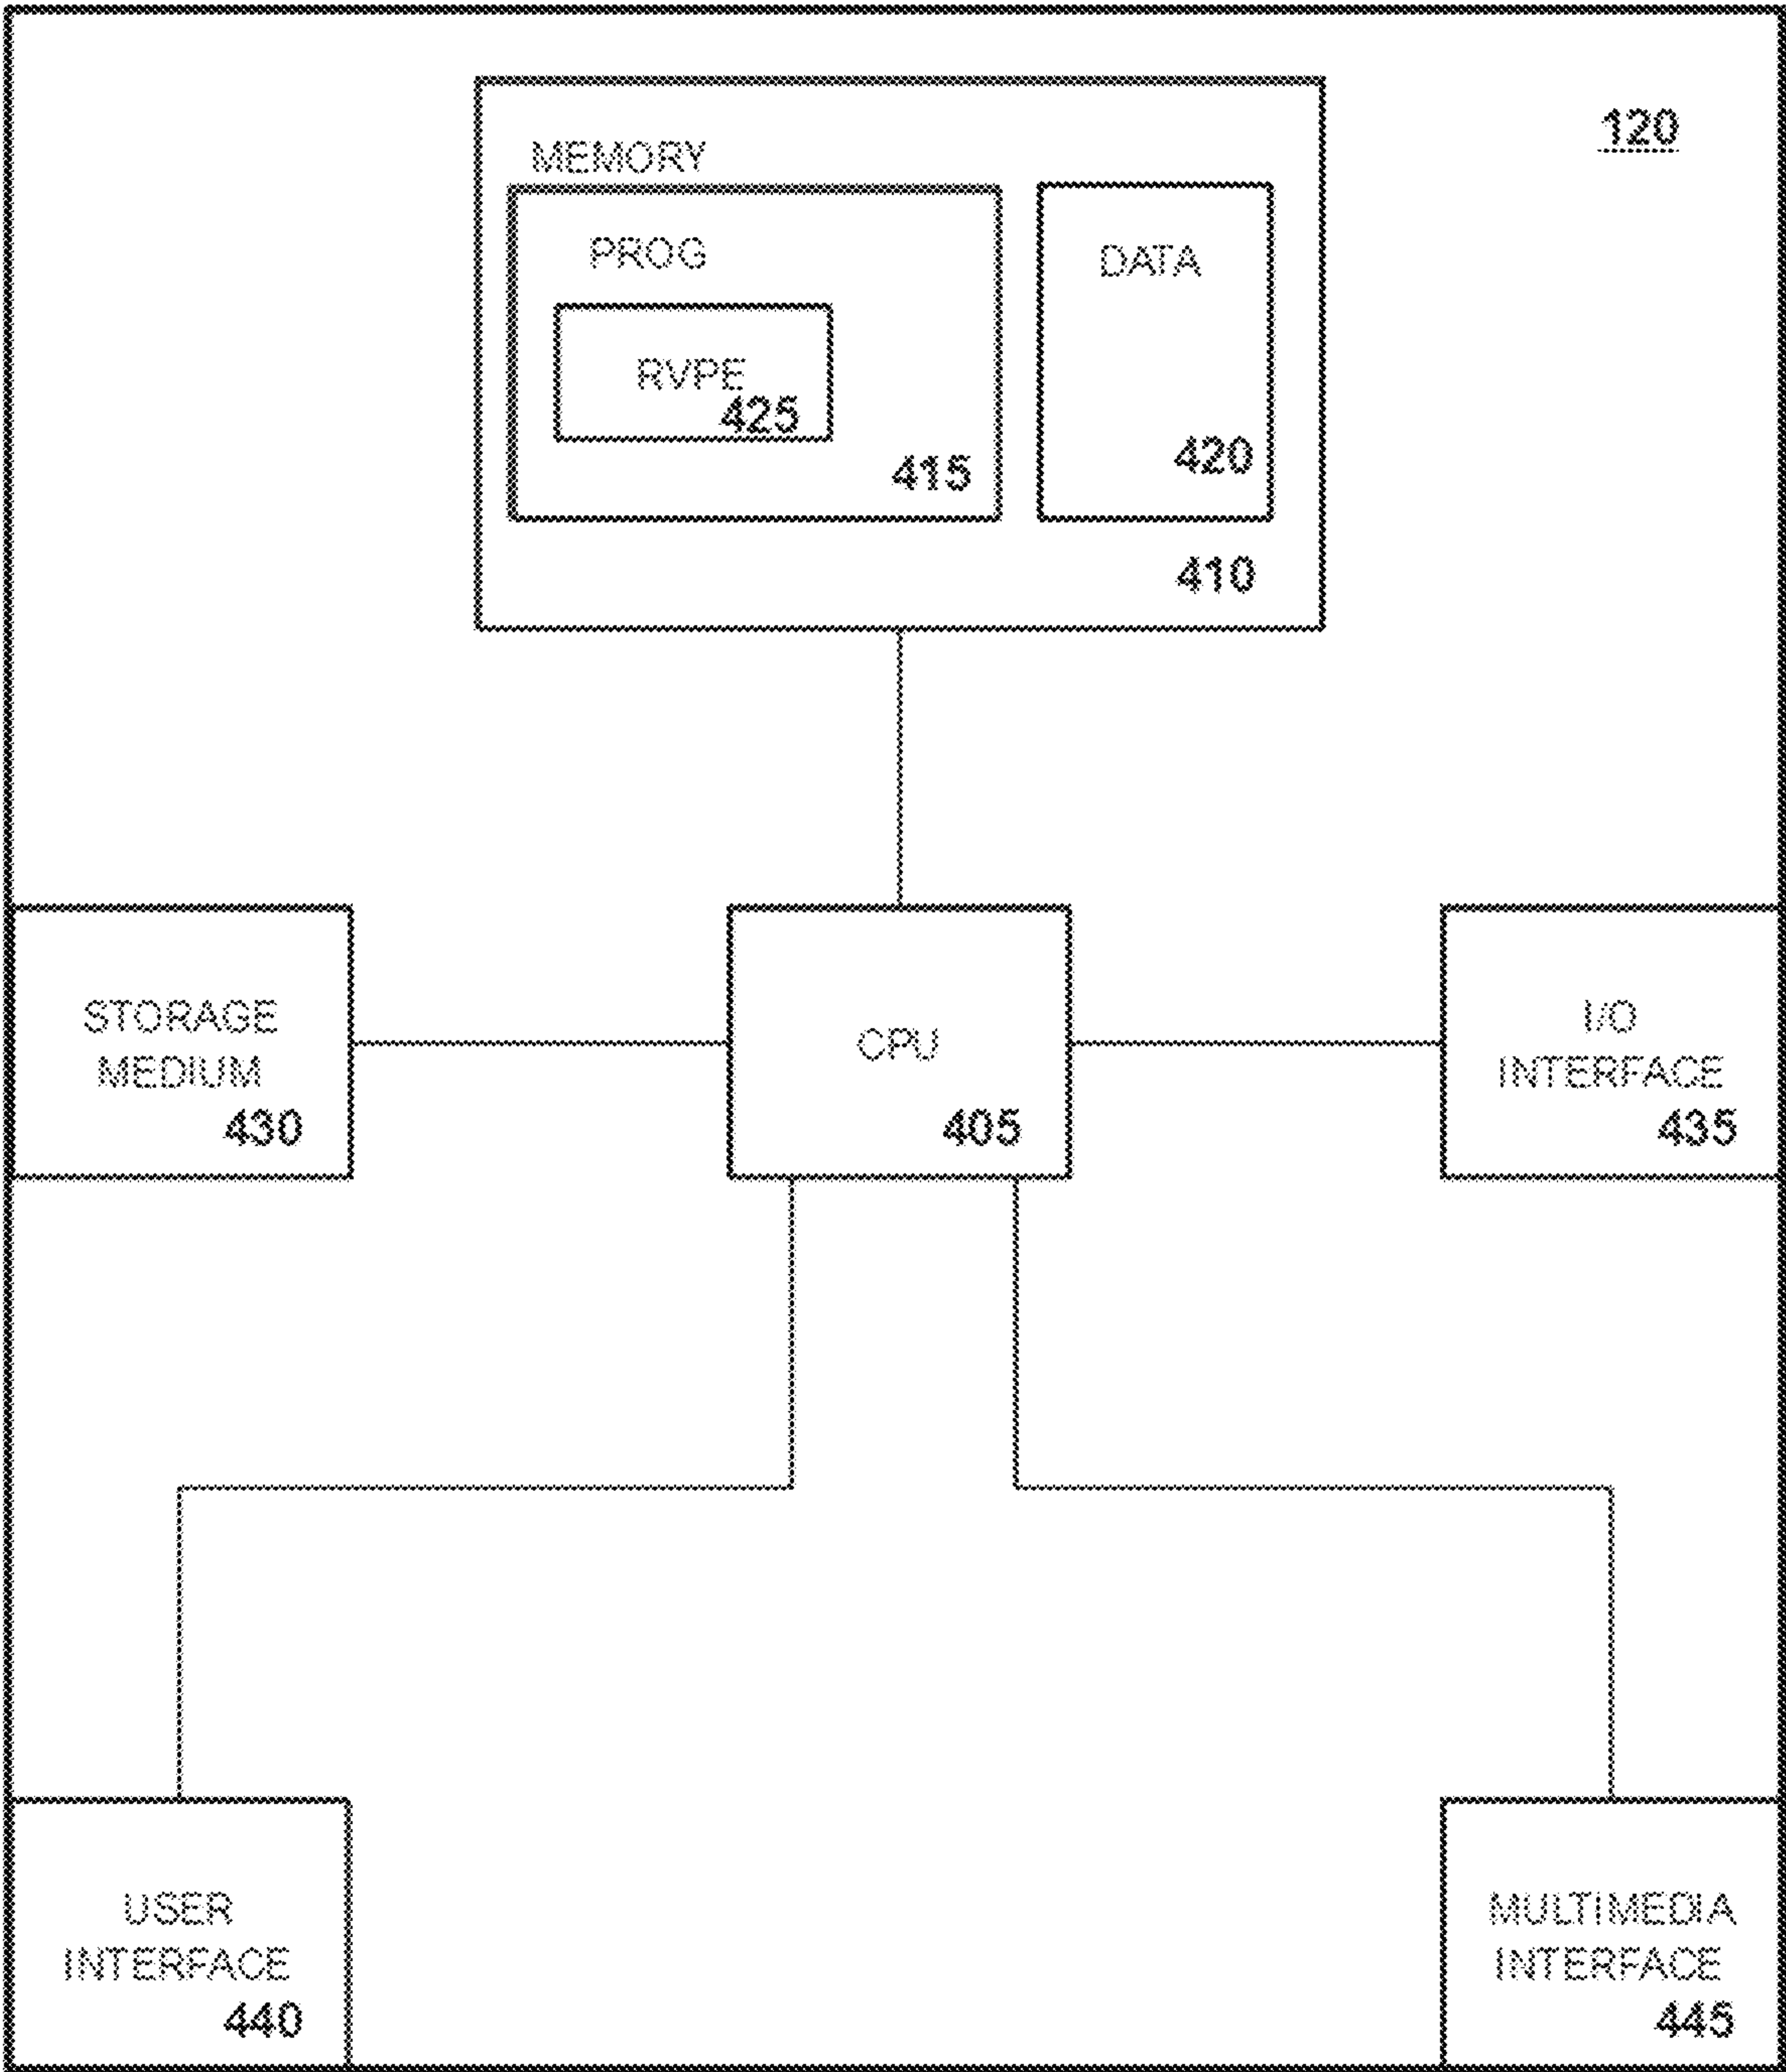 120
MEMORY
PROG
DATA
RVPE
425
415
420
410
STORAGE
MEDIUM
430
CPU
405
I/O
INTERFACE
435
USER
INTERFACE
440
MULTIMEDIA
INTERFACE
445